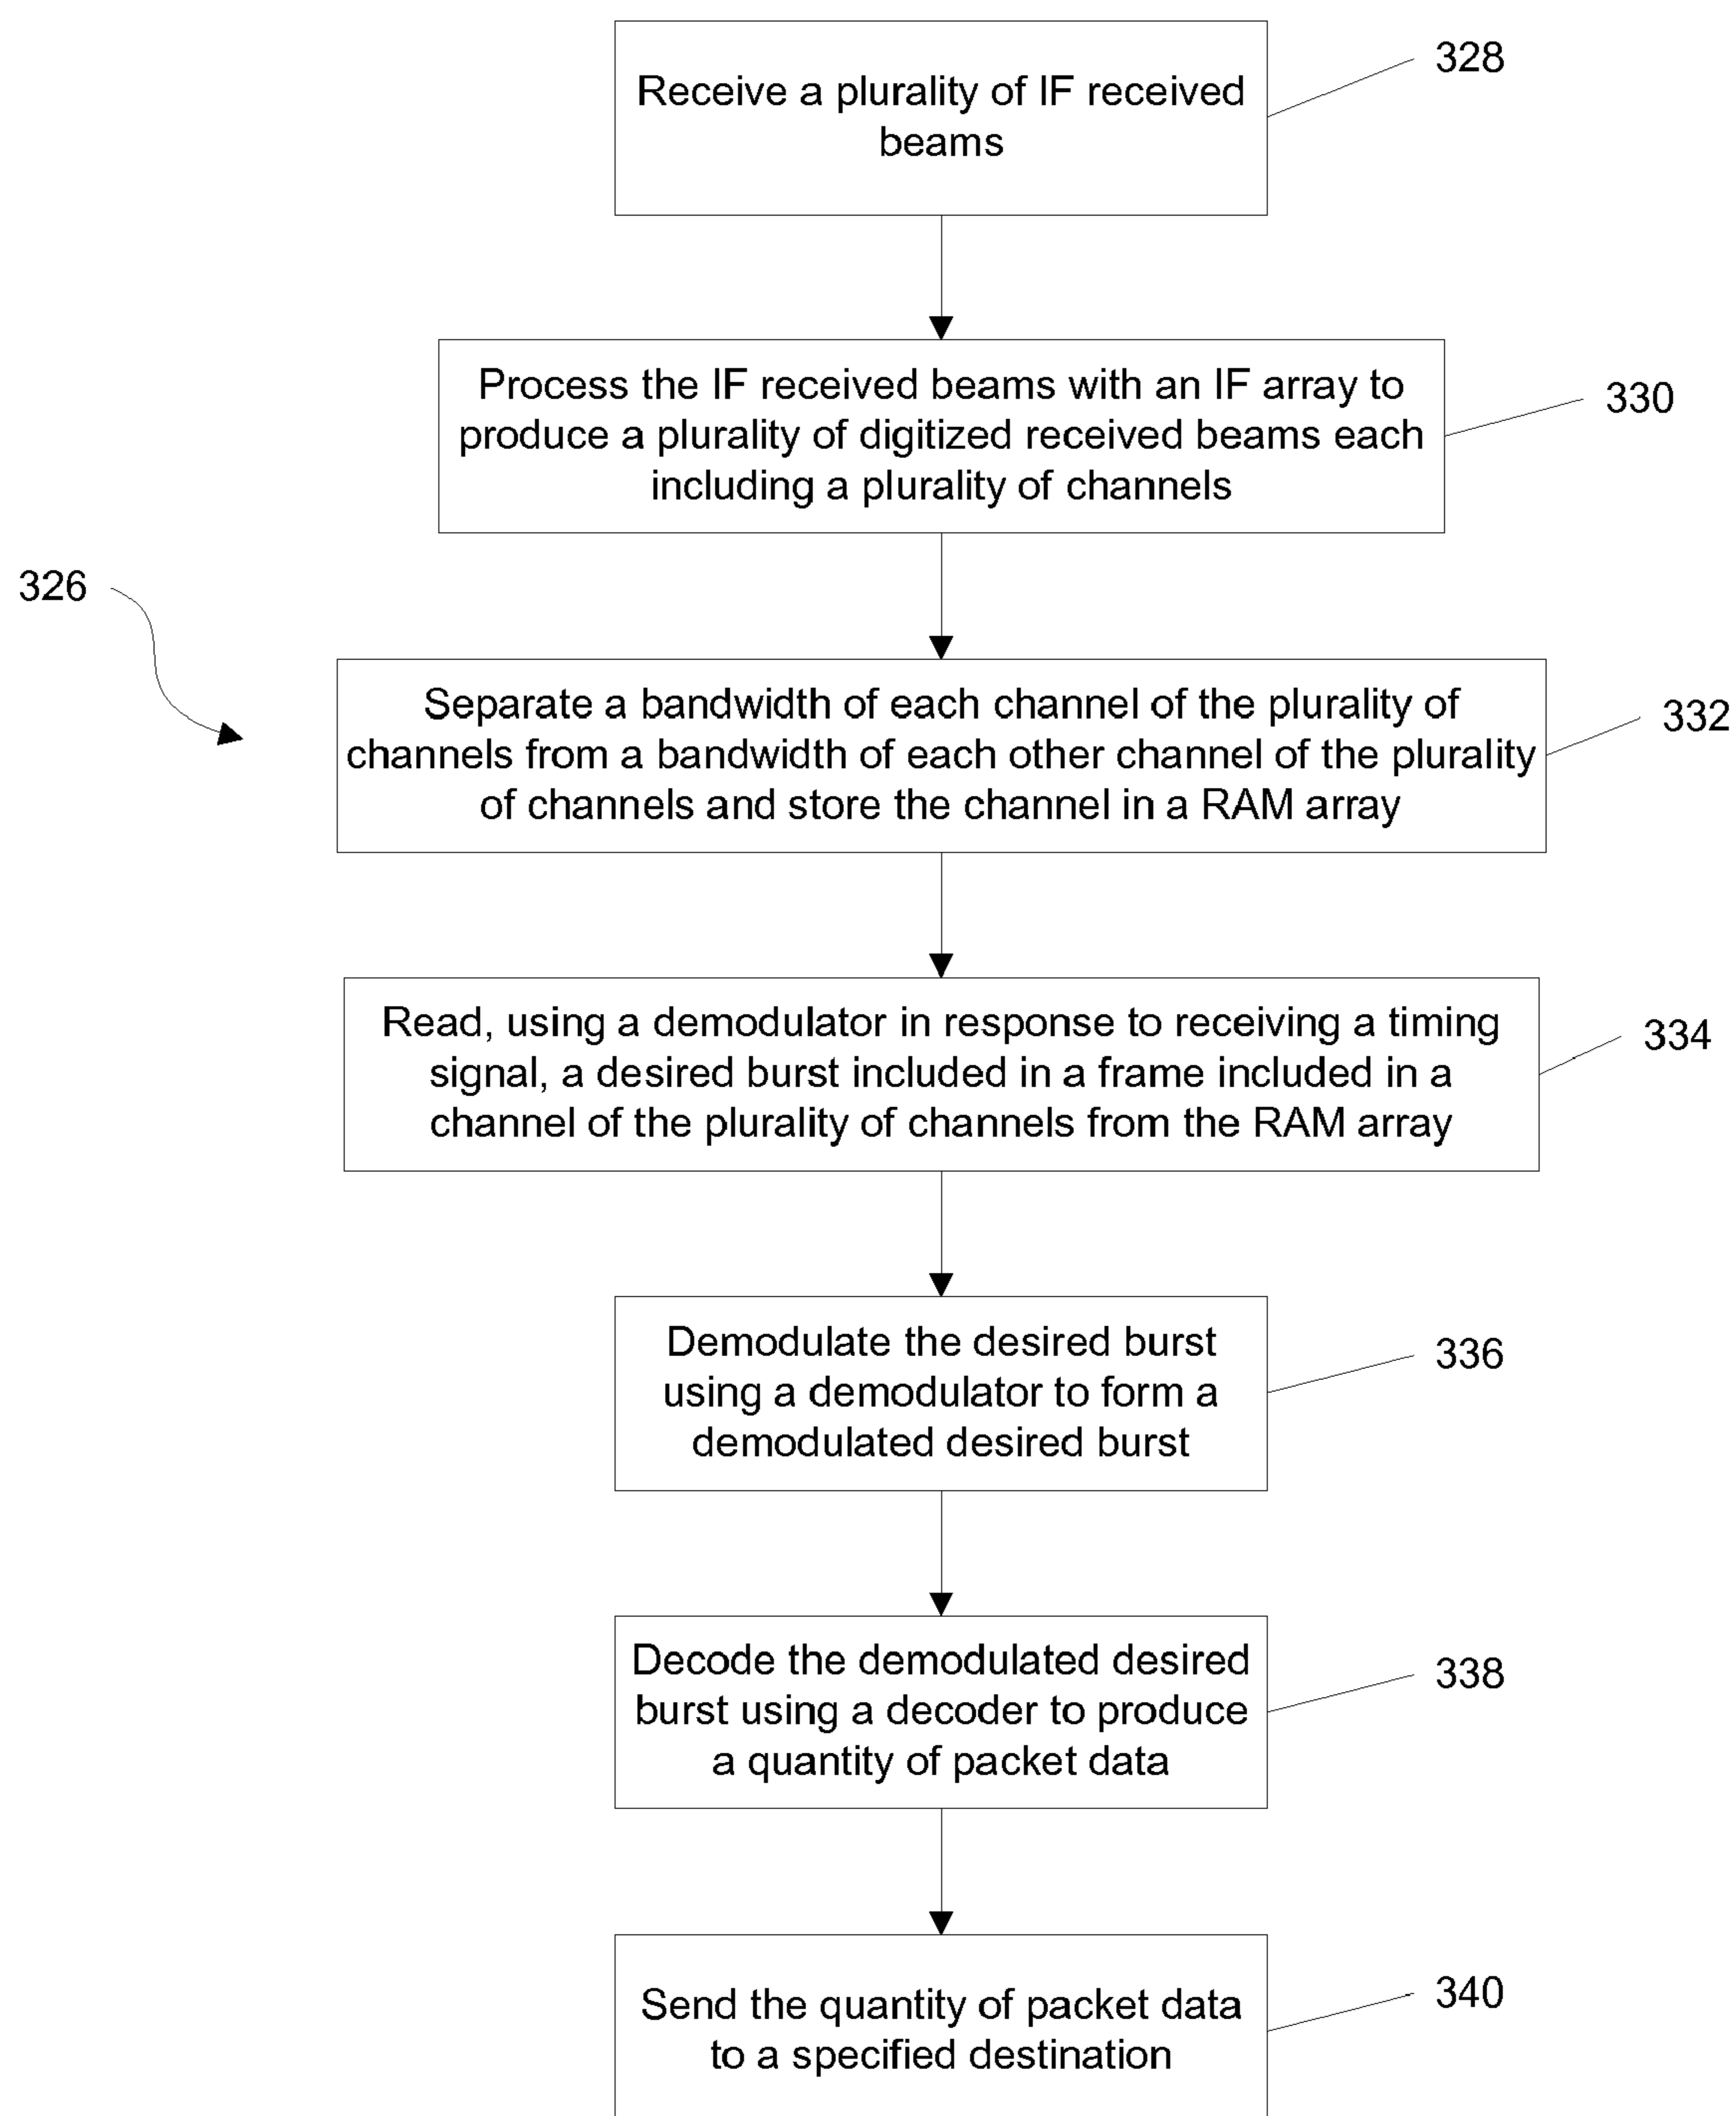 Receive a plurality of IF received
beams
328
Process the IF received beams with an IF array to
produce a plurality of digitized received beams each
including a plurality of channels
330
326
Separate a bandwidth of each channel of the plurality of
channels from a bandwidth of each other channel of the plurality
of channels and store the channel in a RAM array
332
Read, using a demodulator in response to receiving a timing
signal, a desired burst included in a frame included in a
channel of the plurality of channels from the RAM array
334
Demodulate the desired burst
using a demodulator to form a
demodulated desired burst
336
Decode the demodulated desired
burst using a decoder to produce
a quantity of packet data
338
Send the quantity of packet data
to a specified destination
340